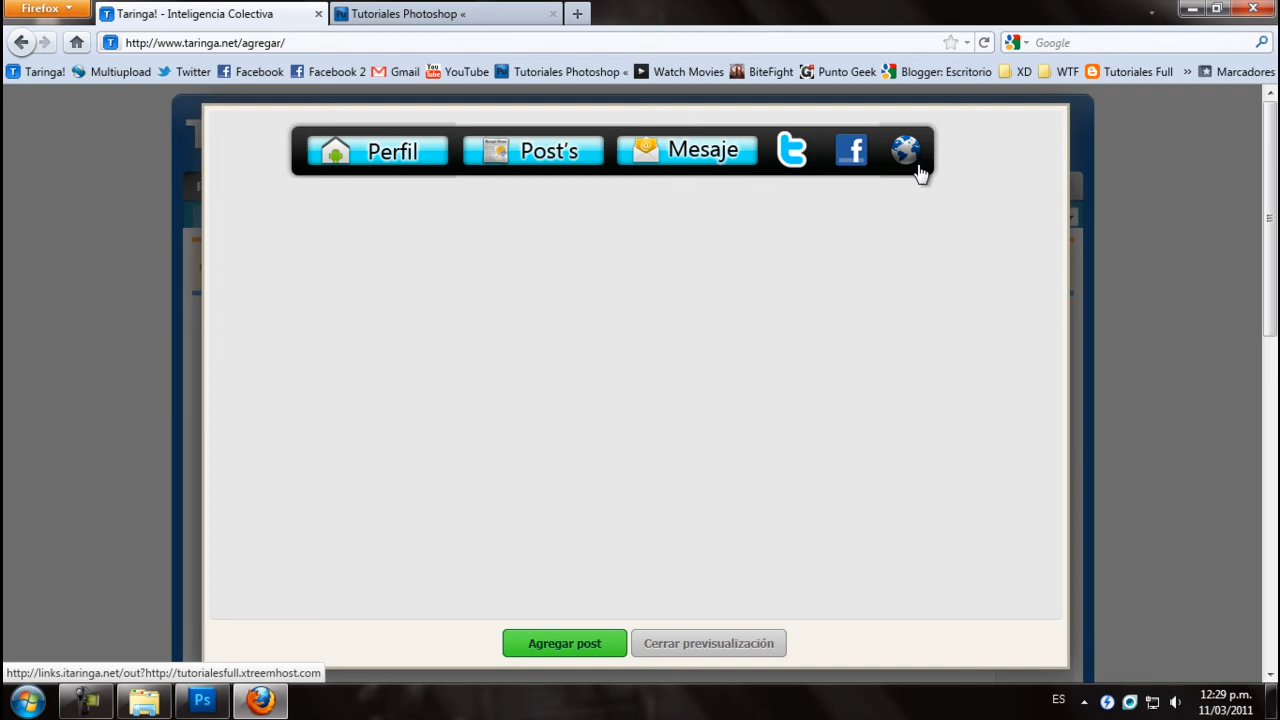 Firefox
Taringa! - Inteligencia Colectiva
Tutoriales Photoshop «
http://www.taringa.net/agregar/
Google
Taringa!
Multiupload
Twitter
Facebook
Facebook 2
Gmail
YouTube
Tutoriales Photoshop «
Watch Movies
BiteFight
Punto Geek
Blogger: Escritorio
XD
WTF
Tutoriales Full
»
Marcadores
Perfil
Post's
Mesaje
Agregar post
Cerrar previsualización
http://links.itaringa.net/out?http://tutorialesfull.xtreemhost.com
Ps
ES
12:29 p.m.
11/03/2011